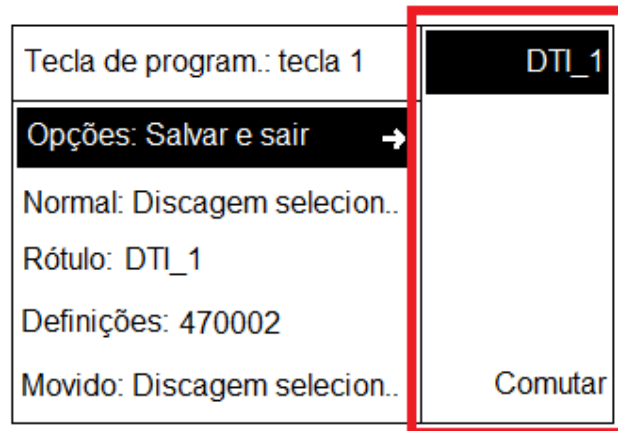 Tecla de program.: tecla 1
DTI_1
Opções: Salvar e sair
Normal: Discagem selecion..
Rótulo: DTI_1
Definições: 470002
Movido: Discagem selecion..
Comutar